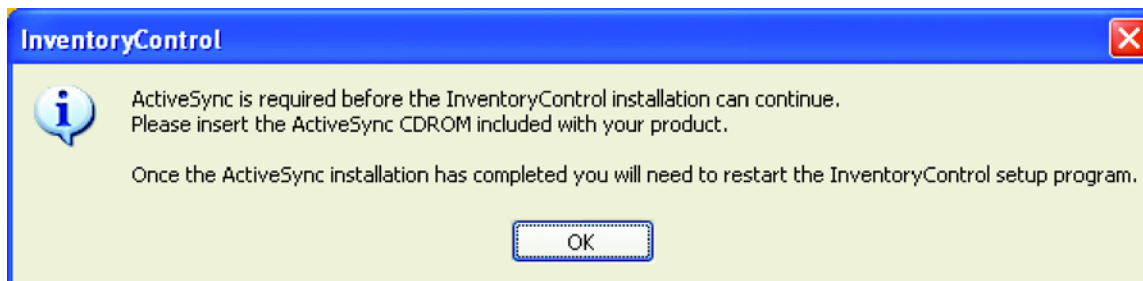 InventoryControl
ActiveSync is required before the InventoryControl installation can continue.
Please insert the ActiveSync CDROM included with your product.
Once the ActiveSync installation has completed you will need to restart the InventoryControl setup program.
OK